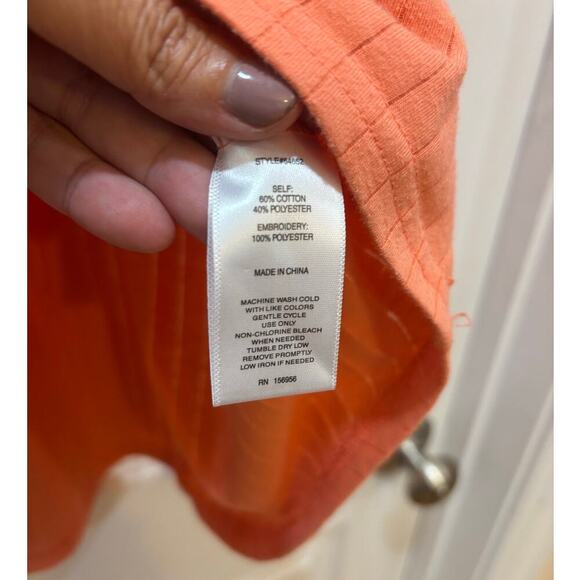 STYLE#64662
SELF:
60% COTTON
40% POLYESTER
EMBROIDERY:
100% POLYESTER
MADE IN CHINA
MACHINE WASH COLD
WITH LIKE COLORS
GENTLE CYCLE
USE ONLY
NON-CHLORINE BLEACH
WHEN NEEDED
TUMBLE DRY LOW
REMOVE PROMPTLY
LOW IRON IF NEEDED
RN 156956